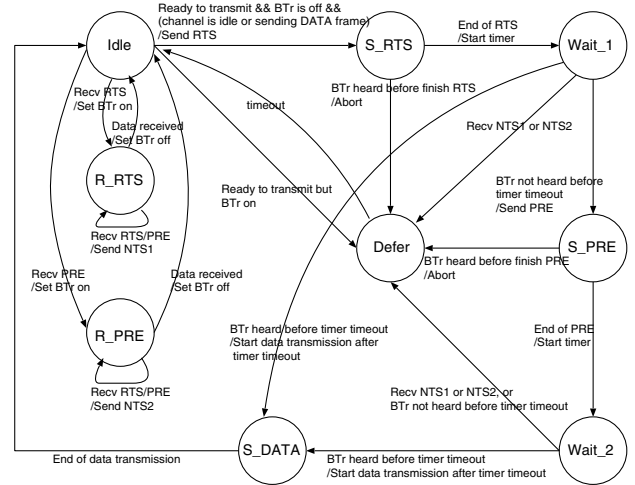 Ready to transmit && BTr is off &&
(channel is idle or sending DATA frame)
/Send RTS
End of RTS
/Start timer
Idle
S_RTS
Wait_1
Recv RTS
/Set BTr on
BTr heard before finish RTS
/Abort
timeout
Data received
/Set BTr off
Recv NTS1 or NTS2
R_RTS
Ready to transmit but
BTr on
BTr not heard before
timer timeout
/Send PRE
Recv RTS/PRE
/Send NTS1
Defer
S_PRE
BTr heard before finish PRE
/Abort
Recv PRE
/Set BTr on
Data received
/Set BTr off
R_PRE
BTr heard before timer timeout
/Start data transmission after
timer timeout
End of PRE
/Start timer
Recv RTS/PRE
/Send NTS2
Recv NTS1 or NTS2, or
BTr not heard before timer timeout
S_DATA
Wait_2
End of data transmission
BTr heard before timer timeout
/Start data transmission after timer timeout